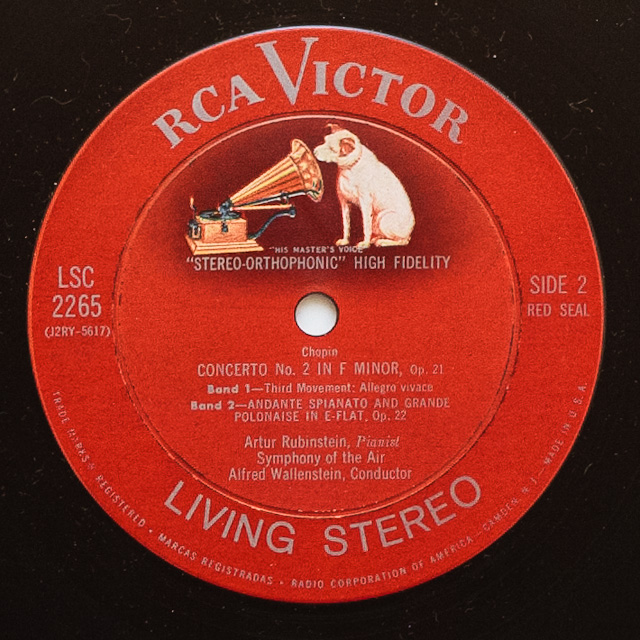 RCA VICTOR
"HIS MASTER'S VOICE"
"STEREO-ORTHOPHONIC" HIGH FIDELITY
LSC
2265
(J2RY-5617)
SIDE 2
RED SEAL
Chopin
CONCERTO No. 2 IN F MINOR, Op. 21
Band 1—Third Movement: Allegro vivace
Band 2—ANDANTE SPIANATO AND GRANDE
POLONAISE IN E-FLAT, Op. 22
Artur Rubinstein, Pianist
Symphony of the Air
Alfred Wallenstein, Conductor
LIVING STEREO
TRADE MARKS ® REGISTERED • MARCAS REGISTRADAS • RADIO CORPORATION OF AMERICA—CAMDEN, N. J.—MADE IN U. S. A.